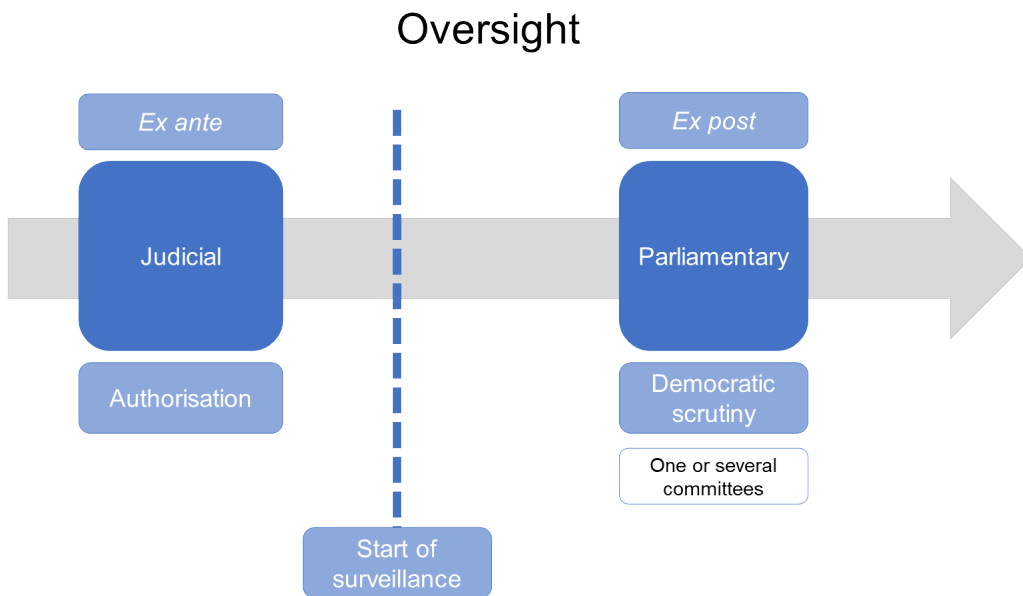 Oversight
Ex ante
Ex post
Judicial
Parliamentary
Authorisation
Democratic
scrutiny
One or several
committees
Start of
surveillance